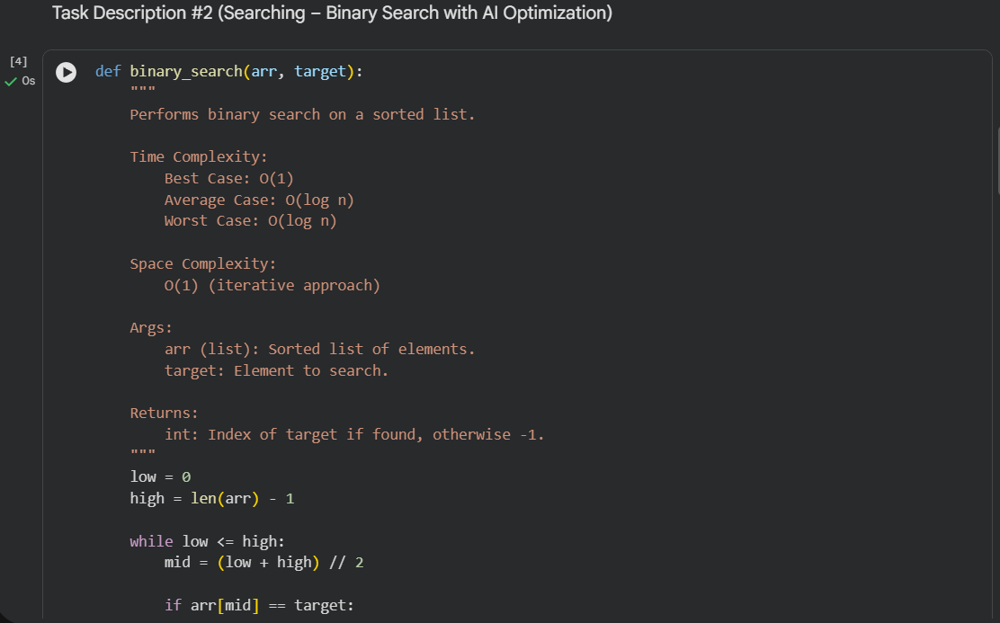 Task Description #2 (Searching – Binary Search with AI Optimization)
[4]
0s
def binary_search(arr, target):
    """
    Performs binary search on a sorted list.

    Time Complexity:
        Best Case: O(1)
        Average Case: O(log n)
        Worst Case: O(log n)

    Space Complexity:
        O(1) (iterative approach)

    Args:
        arr (list): Sorted list of elements.
        target: Element to search.

    Returns:
        int: Index of target if found, otherwise -1.
    """
    low = 0
    high = len(arr) - 1

    while low <= high:
        mid = (low + high) // 2

        if arr[mid] == target: